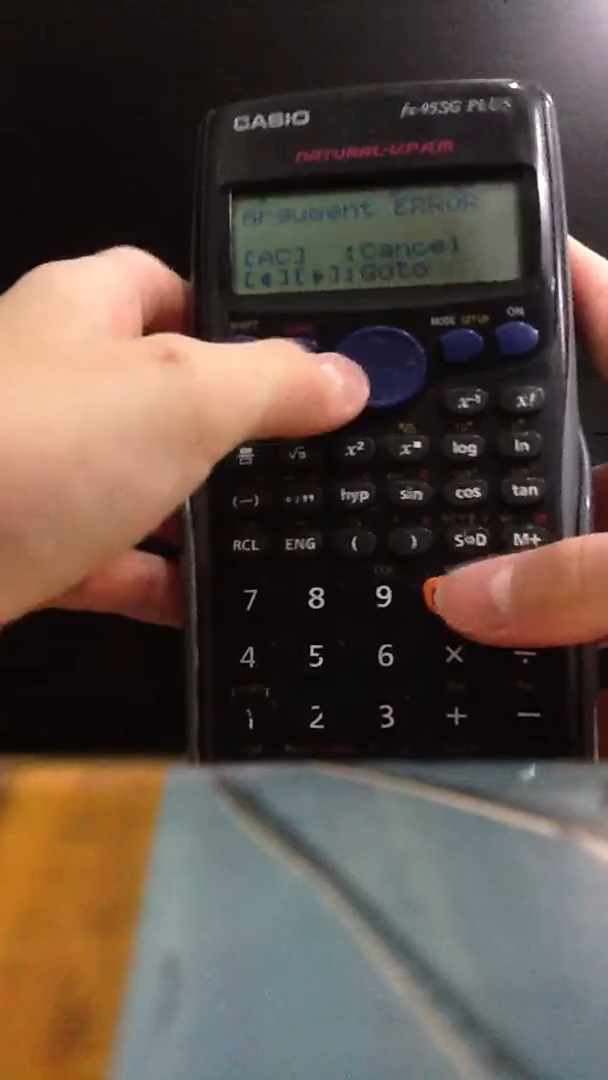 CASIO
fx-95SG PLUS
NATURAL-V.P.A.M.
Argument ERROR
[AC] :Cancel
[◄][►]:Goto
SHIFT
MODE SETUP ON
x⁻¹ x!
√ x² x■ log ln
(−) hyp sin cos tan
RCL ENG ( ) S⇔D M+
7 8 9
4 5 6 × ÷
1 2 3 + −